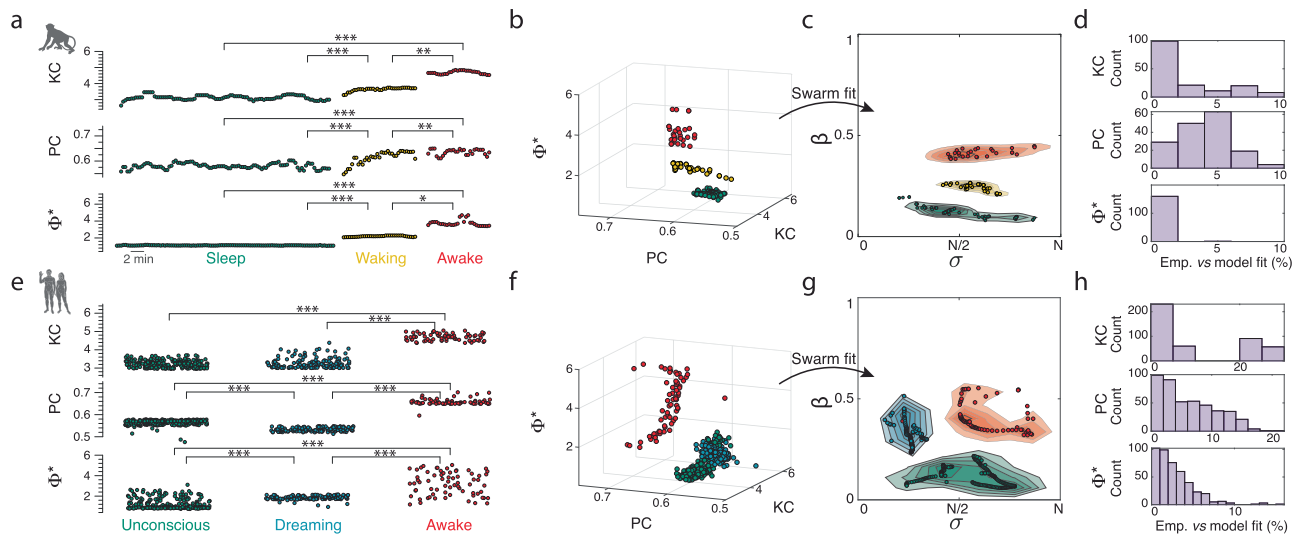 a
KC
6
4
***
***
**
PC
0.7
0.6
***
***
**
Φ*
6
4
2
***
***
*
2 min
Sleep
Waking
Awake
b
Φ*
6
4
2
0.7
0.6
0.5
PC
4
6
KC
Swarm fit
c
β
1
0.5
0
0
N/2
N
σ
d
KC
Count
100
50
0
0
5
10
PC
Count
60
40
20
0
0
5
10
Φ*
Count
100
0
0
5
10
Emp. vs model fit (%)
e
KC
6
5
4
3
***
***
PC
0.7
0.6
0.5
***
***
***
Φ*
6
4
2
***
***
***
Unconscious
Dreaming
Awake
f
Φ*
6
4
2
0.7
0.6
0.5
PC
4
6
KC
Swarm fit
g
β
1
0.5
0
0
N/2
N
σ
h
KC
Count
200
100
0
0
10
20
PC
Count
100
50
0
0
10
20
Φ*
Count
100
50
0
0
10
Emp. vs model fit (%)